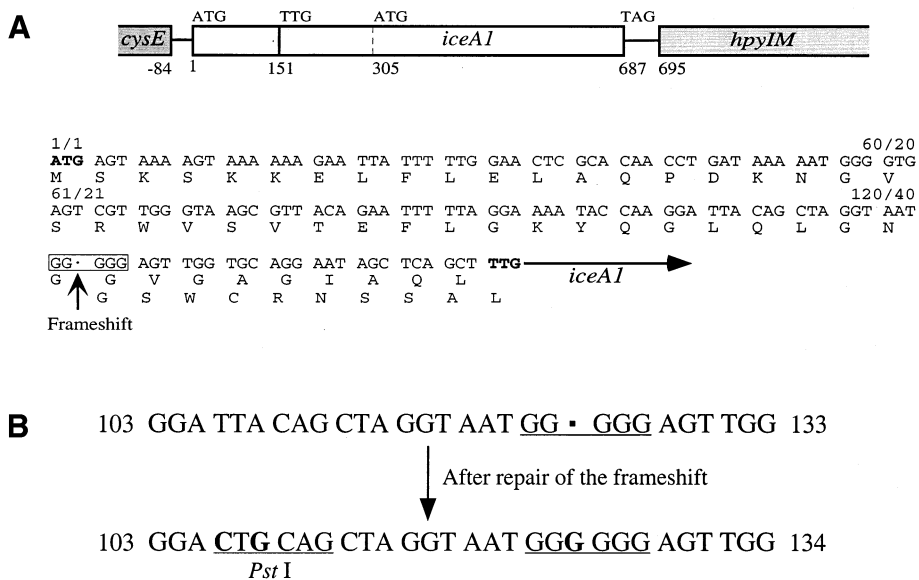 A
ATG TTG ATG TAG
cysE iceA1 hpyIM
-84 1 151 305 687 695
1/1 60/20
ATG AGT AAA AGT AAA AAA GAA TTA TTT TTG GAA CTC GCA CAA CCT GAT AAA AAT GGG GTG
M S K S K K E L F L E L A Q P D K N G V
61/21 120/40
AGT CGT TGG GTA AGC GTT ACA GAA TTT TTA GGA AAA TAC CAA GGA TTA CAG CTA GGT AAT
S R W V S V T E F L G K Y Q G L Q L G N
GG· GGG AGT TGG TGC AGG AAT AGC TCA GCT TTG iceA1
G G V G A G I A Q L
G S W C R N S S A L
Frameshift
B
103 GGA TTA CAG CTA GGT AAT GG ▪ GGG AGT TGG 133
After repair of the frameshift
103 GGA CTG CAG CTA GGT AAT GGG GGG AGT TGG 134
Pst I